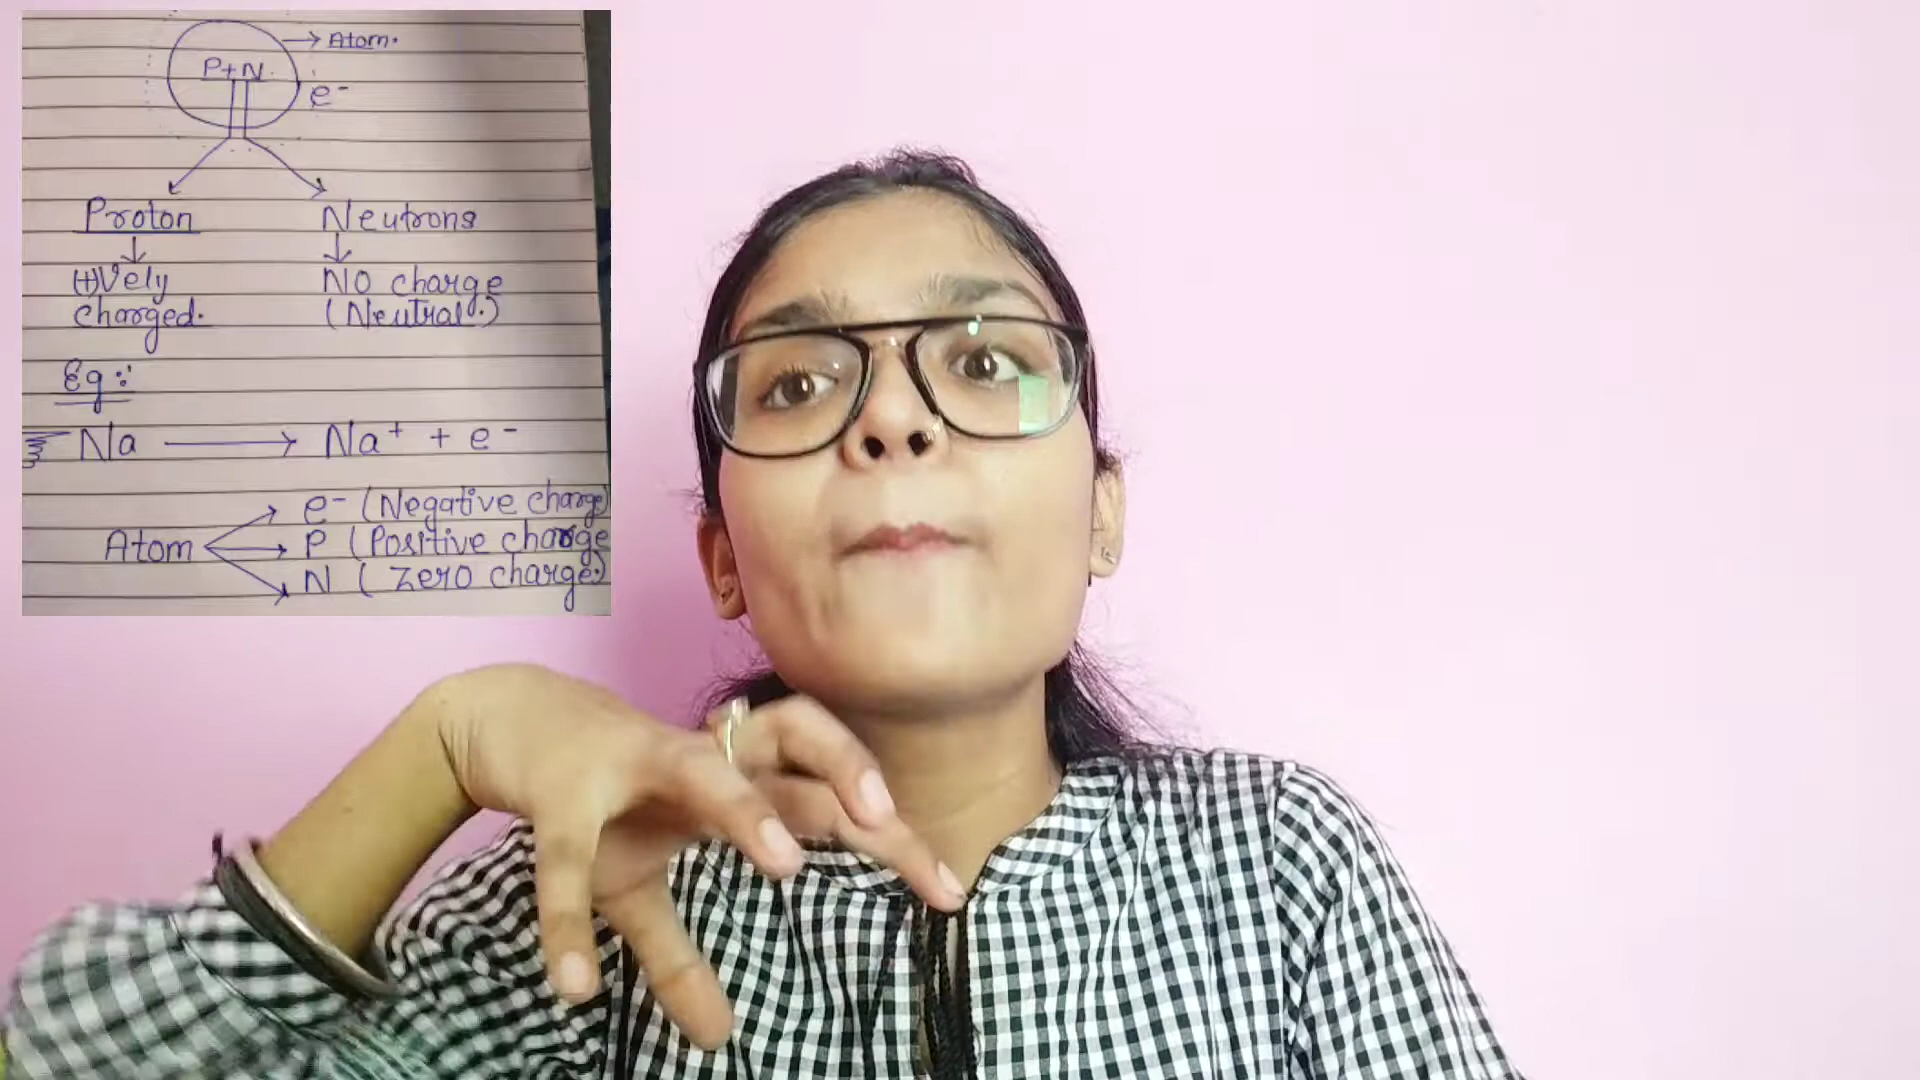 → Atom.
P+N
e-
Proton Neutrons
↓ ↓
(+)Vely NO charge
charged. (Neutral.)
Eg:
Na → Na+ + e-
e- (Negative charge)
Atom P (Positive charge
N (Zero charge.)